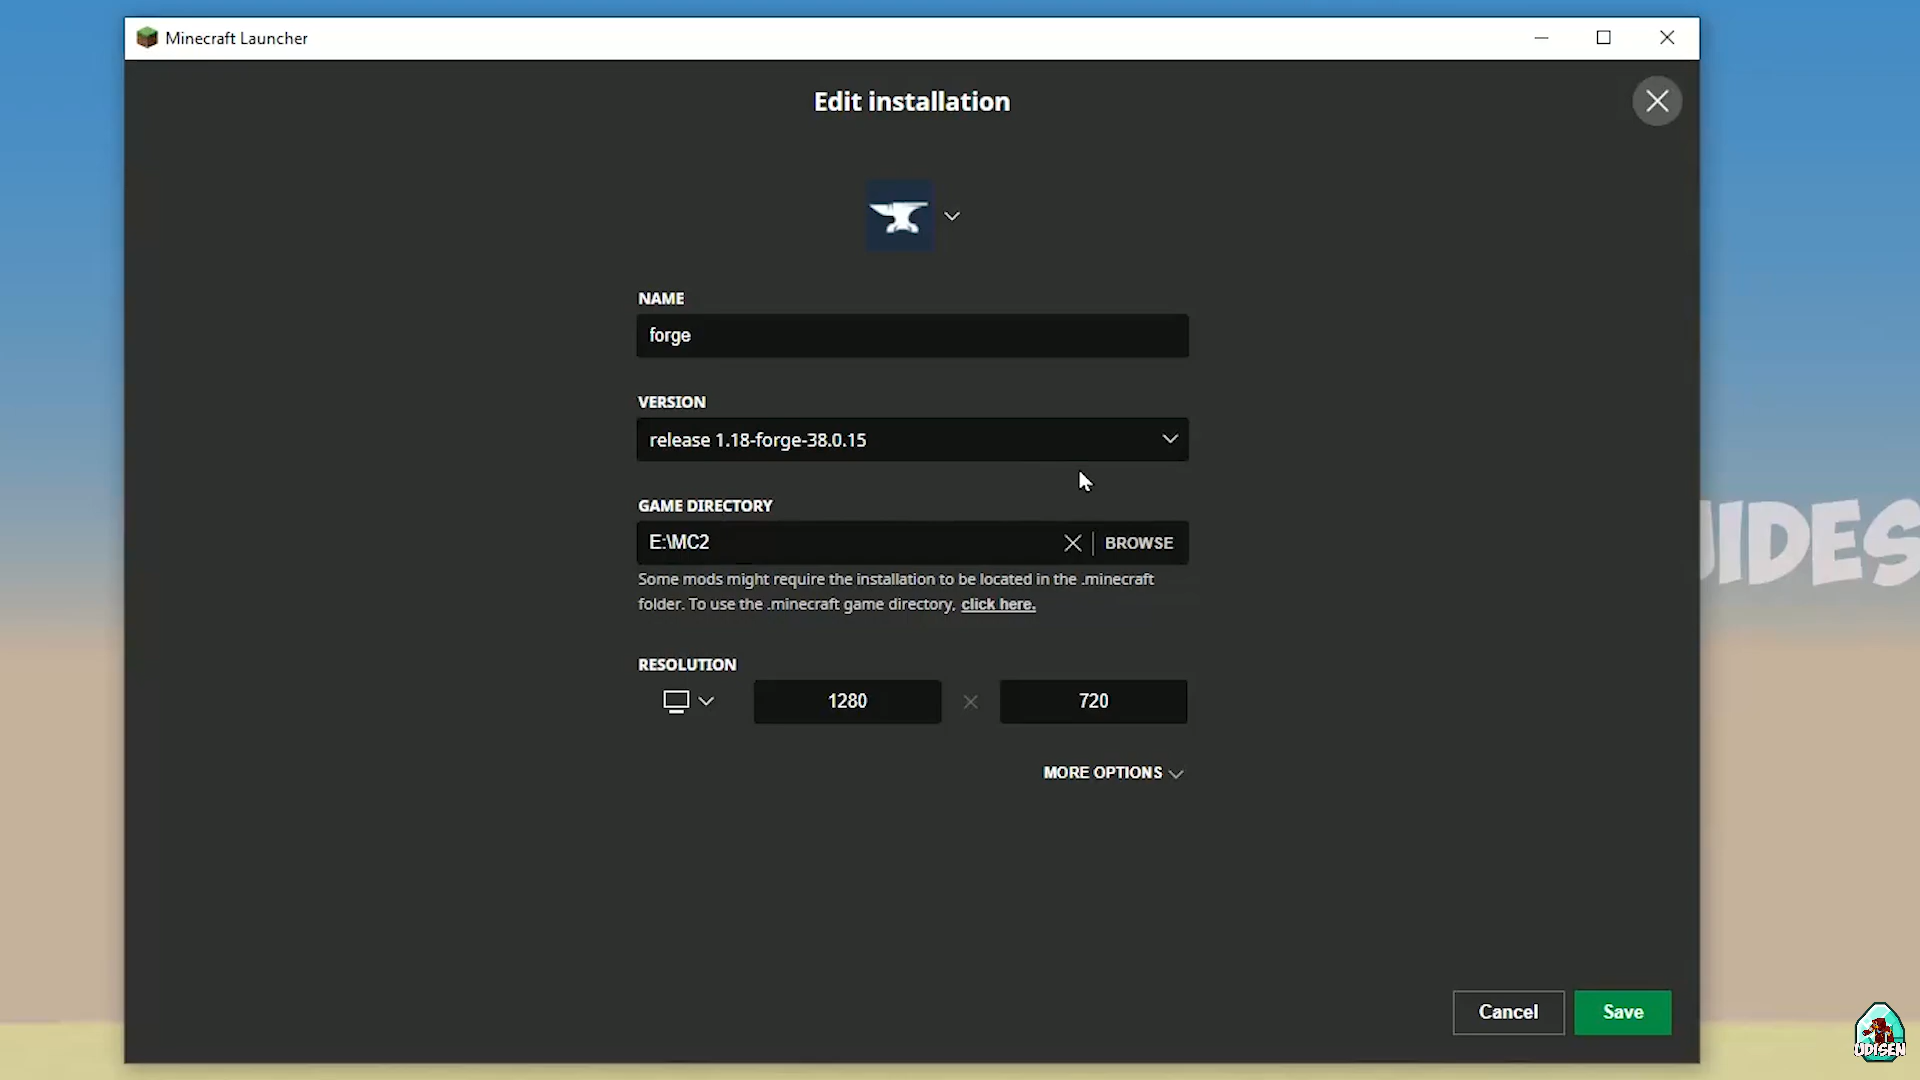 Minecraft Launcher
Edit installation
NAME
forge
VERSION
release 1.18-forge-38.0.15
GAME DIRECTORY
E:\MC2
BROWSE
Some mods might require the installation to be located in the .minecraft
folder. To use the .minecraft game directory, click here.
RESOLUTION
1280
720
MORE OPTIONS
Cancel
Save
UDISEN